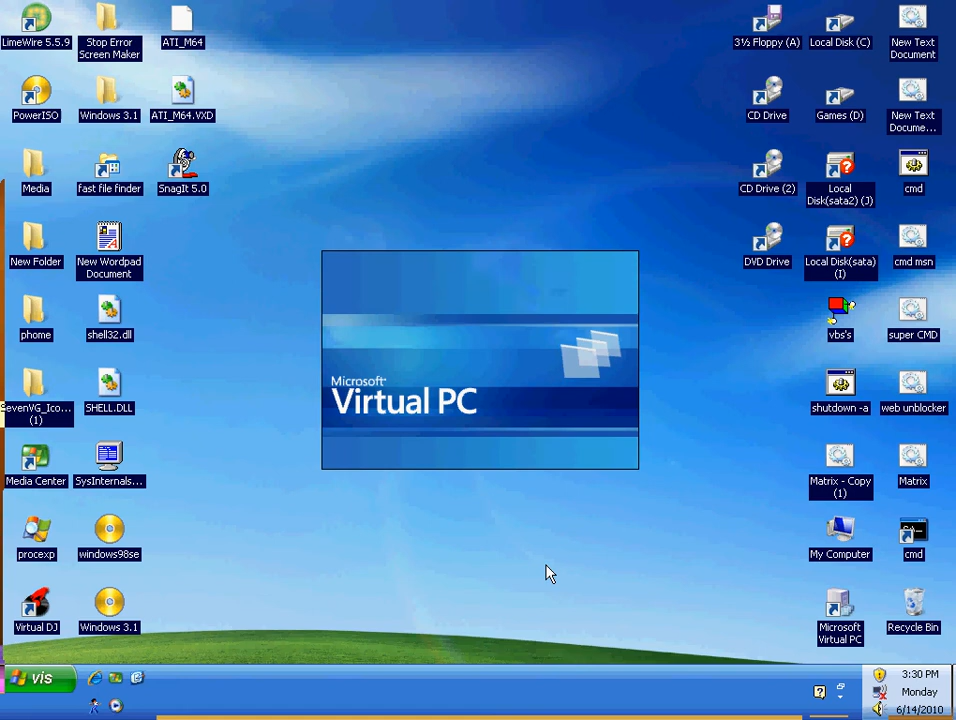 LimeWire 5.5.9
Stop Error
Screen Maker
ATI_M64
3½ Floppy (A)
Local Disk (C)
New Text
Document
PowerISO
Windows 3.1
ATI_M64.VXD
CD Drive
Games (D)
New Text
Docume...
Media
fast file finder
SnagIt 5.0
CD Drive (2)
Local
Disk(sata2) (J)
cmd
New Folder
New Wordpad
Document
DVD Drive
Local Disk(sata)
(I)
cmd msn
phome
shell32.dll
vbs's
super CMD
Microsoft
Virtual PC
SevenVG_Ico...
(1)
SHELL.DLL
shutdown -a
web unblocker
Media Center
SysInternals...
Matrix - Copy
(1)
Matrix
procexp
windows98se
My Computer
cmd
Virtual DJ
Windows 3.1
Microsoft
Virtual PC
Recycle Bin
vis
3:30 PM
Monday
6/14/2010